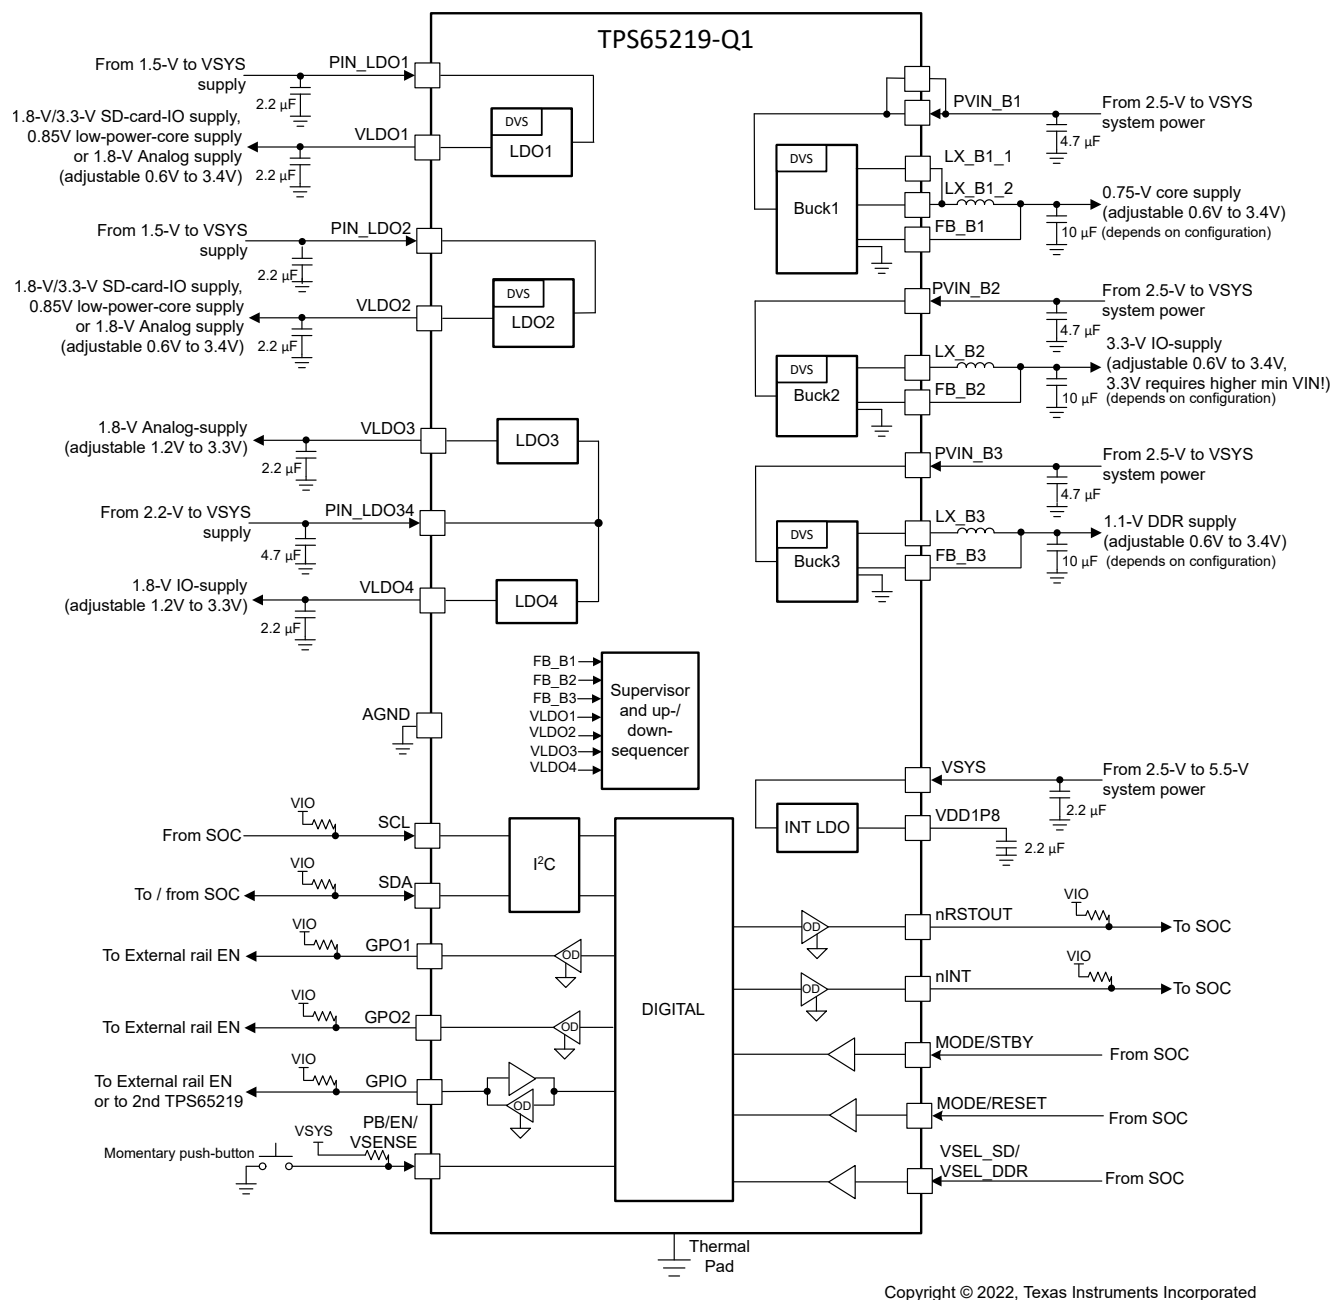 TPS65219-Q1
From 1.5-V to VSYS
supply
PIN_LDO1
2.2 µF
1.8-V/3.3-V SD-card-IO supply,
0.85V low-power-core supply
or 1.8-V Analog supply
(adjustable 0.6V to 3.4V)
VLDO1
2.2 µF
DVS
LDO1
From 1.5-V to VSYS
supply
PIN_LDO2
2.2 µF
1.8-V/3.3-V SD-card-IO supply,
0.85V low-power-core supply
or 1.8-V Analog supply
(adjustable 0.6V to 3.4V)
VLDO2
2.2 µF
DVS
LDO2
1.8-V Analog-supply
(adjustable 1.2V to 3.3V)
VLDO3
2.2 µF
LDO3
From 2.2-V to VSYS
supply
PIN_LDO34
4.7 µF
1.8-V IO-supply
(adjustable 1.2V to 3.3V)
VLDO4
2.2 µF
LDO4
PVIN_B1
From 2.5-V to VSYS
system power
4.7 µF
DVS
Buck1
LX_B1_1
LX_B1_2
FB_B1
0.75-V core supply
(adjustable 0.6V to 3.4V)
10 µF (depends on configuration)
PVIN_B2
From 2.5-V to VSYS
system power
4.7 µF
DVS
Buck2
LX_B2
FB_B2
3.3-V IO-supply
(adjustable 0.6V to 3.4V,
3.3V requires higher min VIN!)
10 µF (depends on configuration)
PVIN_B3
From 2.5-V to VSYS
system power
4.7 µF
DVS
Buck3
LX_B3
FB_B3
1.1-V DDR supply
(adjustable 0.6V to 3.4V)
10 µF (depends on configuration)
FB_B1
FB_B2
FB_B3
VLDO1
VLDO2
VLDO3
VLDO4
Supervisor
and up-/
down-
sequencer
AGND
VSYS
From 2.5-V to 5.5-V
system power
2.2 µF
INT LDO
VDD1P8
2.2 µF
VIO
From SOC
SCL
VIO
To / from SOC
SDA
I²C
VIO
To External rail EN
GPO1
OD
VIO
To External rail EN
GPO2
OD
VIO
To External rail EN
or to 2nd TPS65219
GPIO
OD
Momentary push-button
VSYS
PB/EN/
VSENSE
DIGITAL
OD
nRSTOUT
VIO
To SOC
OD
nINT
VIO
To SOC
MODE/STBY
From SOC
MODE/RESET
From SOC
VSEL_SD/
VSEL_DDR
From SOC
Thermal
Pad
Copyright © 2022, Texas Instruments Incorporated